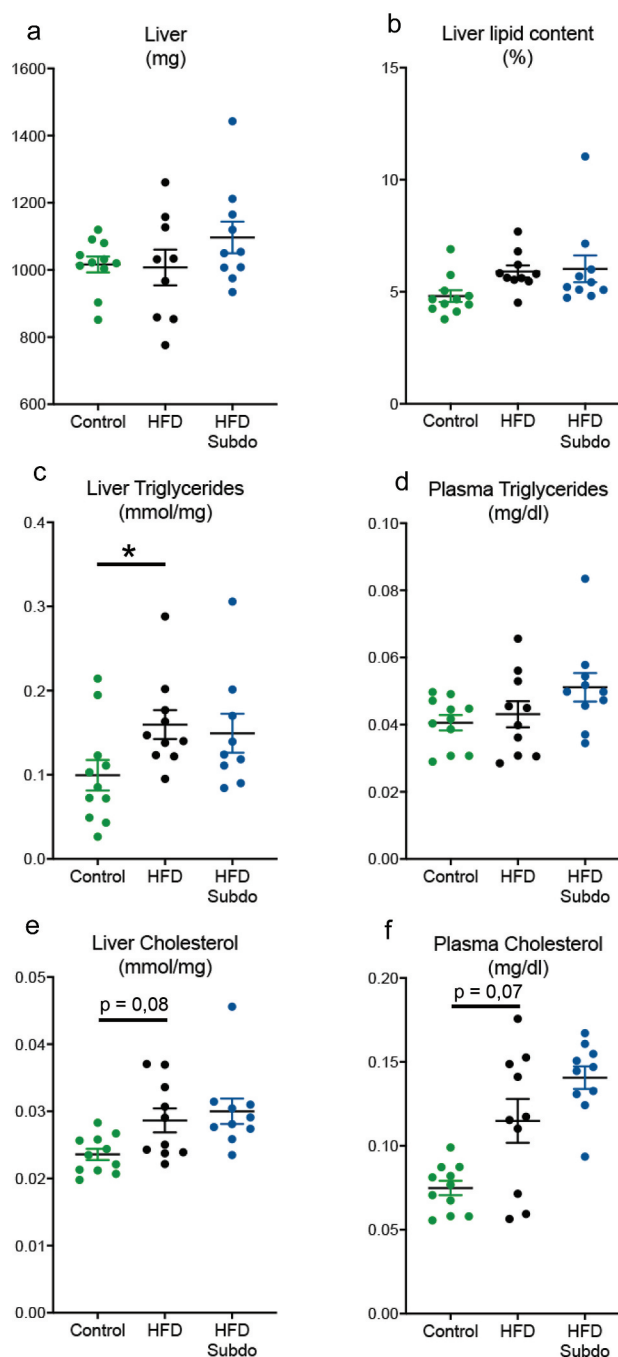 a
Liver
(mg)
1600
1400
1200
1000
800
600
Control
HFD
HFD
Subdo
b
Liver lipid content
(%)
15
10
5
0
Control
HFD
HFD
Subdo
c
Liver Triglycerides
(mmol/mg)
0.4
0.3
0.2
0.1
0.0
*
Control
HFD
HFD
Subdo
d
Plasma Triglycerides
(mg/dl)
0.10
0.08
0.06
0.04
0.02
0.00
Control
HFD
HFD
Subdo
e
Liver Cholesterol
(mmol/mg)
0.05
0.04
0.03
0.02
0.01
0.00
p = 0,08
Control
HFD
HFD
Subdo
f
Plasma Cholesterol
(mg/dl)
0.20
0.15
0.10
0.05
0.00
p = 0,07
Control
HFD
HFD
Subdo